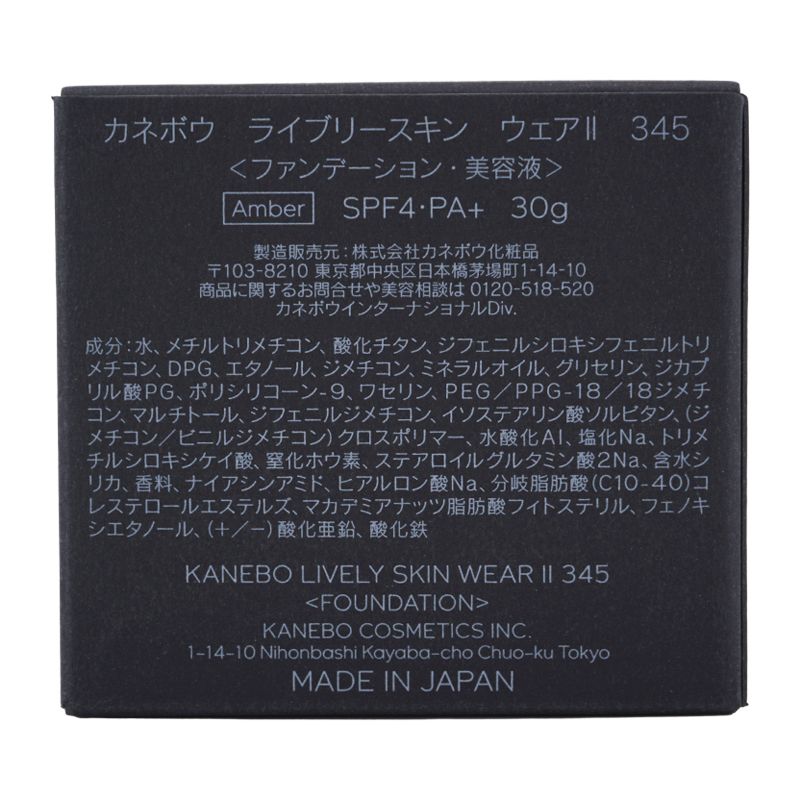 カネボウ ライブリースキン ウェアⅡ 345
＜ファンデーション・美容液＞
Amber SPF4・PA+ 30g
製造販売元：株式会社カネボウ化粧品
〒103-8210 東京都中央区日本橋茅場町1-14-10
商品に関するお問合せや美容相談は 0120-518-520
カネボウインターナショナルDiv.
成分：水、メチルトリメチコン、酸化チタン、ジフェニルシロキシフェニルトリ
メチコン、DPG、エタノール、ジメチコン、ミネラルオイル、グリセリン、ジカプ
リル酸PG、ポリシリコーン-9、ワセリン、PEG／PPG-18／18ジメチ
コン、マルチトール、ジフェニルジメチコン、イソステアリン酸ソルビタン、（ジ
メチコン／ビニルジメチコン）クロスポリマー、水酸化Al、塩化Na、トリメ
チルシロキシケイ酸、窒化ホウ素、ステアロイルグルタミン酸2Na、含水シ
リカ、香料、ナイアシンアミド、ヒアルロン酸Na、分岐脂肪酸（C10-40）コ
レステロールエステルズ、マカデミアナッツ脂肪酸フィトステリル、フェノキ
シエタノール、（+／-）酸化亜鉛、酸化鉄
KANEBO LIVELY SKIN WEAR II 345
<FOUNDATION>
KANEBO COSMETICS INC.
1-14-10 Nihonbashi Kayaba-cho Chuo-ku Tokyo
MADE IN JAPAN